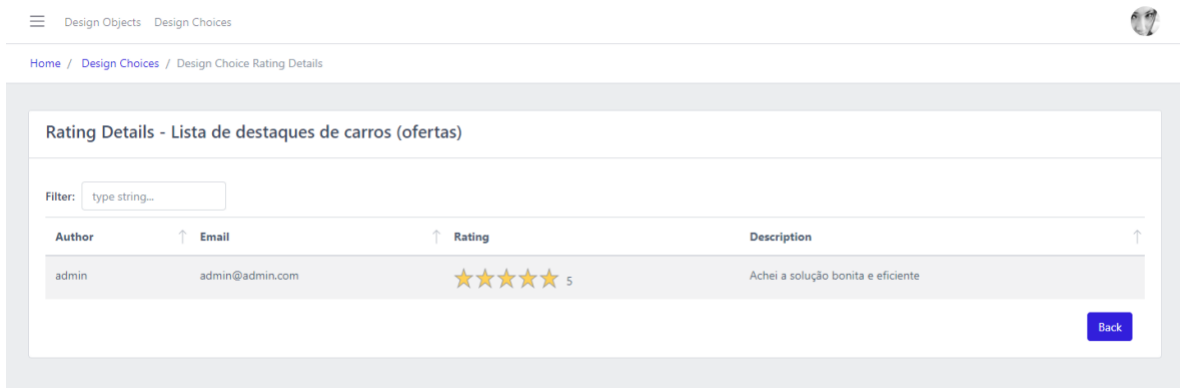 Design Objects Design Choices
Home / Design Choices / Design Choice Rating Details
Rating Details - Lista de destaques de carros (ofertas)
Filter: type string...
Author Email Rating Description
admin admin@admin.com 5 Achei a solução bonita e eficiente
Back